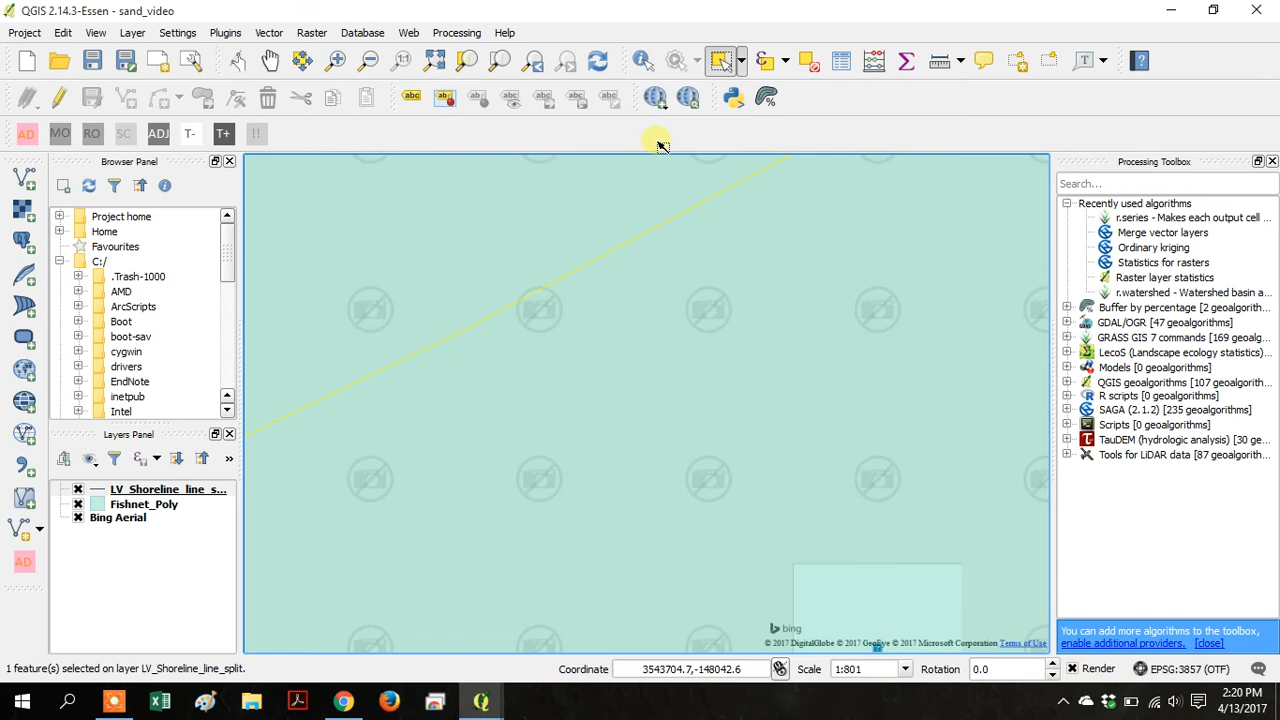 QGIS 2.14.3-Essen - sand_video
Project Edit View Layer Settings Plugins Vector Raster Database Web Processing Help
AD MO RO SC ADJ T- T+ !!
Browser Panel
Project home
Home
Favourites
C:/
.Trash-1000
AMD
ArcScripts
Boot
boot-sav
cygwin
drivers
EndNote
inetpub
Intel
Layers Panel
LV_Shoreline_line_s...
Fishnet_Poly
Bing Aerial
AD
bing
© 2017 DigitalGlobe © 2017 GeoEye © 2017 Microsoft Corporation Terms of Use
Processing Toolbox
Search...
Recently used algorithms
r.series - Makes each output cell ...
Merge vector layers
Ordinary kriging
Statistics for rasters
Raster layer statistics
r.watershed - Watershed basin a...
Buffer by percentage [2 geoalgorith...
GDAL/OGR [47 geoalgorithms]
GRASS GIS 7 commands [169 geoalg...
LecoS (Landscape ecology statistics)...
Models [0 geoalgorithms]
QGIS geoalgorithms [107 geoalgorith...
R scripts [0 geoalgorithms]
SAGA (2.1.2) [235 geoalgorithms]
Scripts [0 geoalgorithms]
TauDEM (hydrologic analysis) [30 ge...
Tools for LiDAR data [87 geoalgorith...
You can add more algorithms to the toolbox,
enable additional providers. [close]
1 feature(s) selected on layer LV_Shoreline_line_split.
Coordinate 3543704.7,-148042.6 Scale 1:801 Rotation 0.0 Render EPSG:3857 (OTF)
2:20 PM
4/13/2017